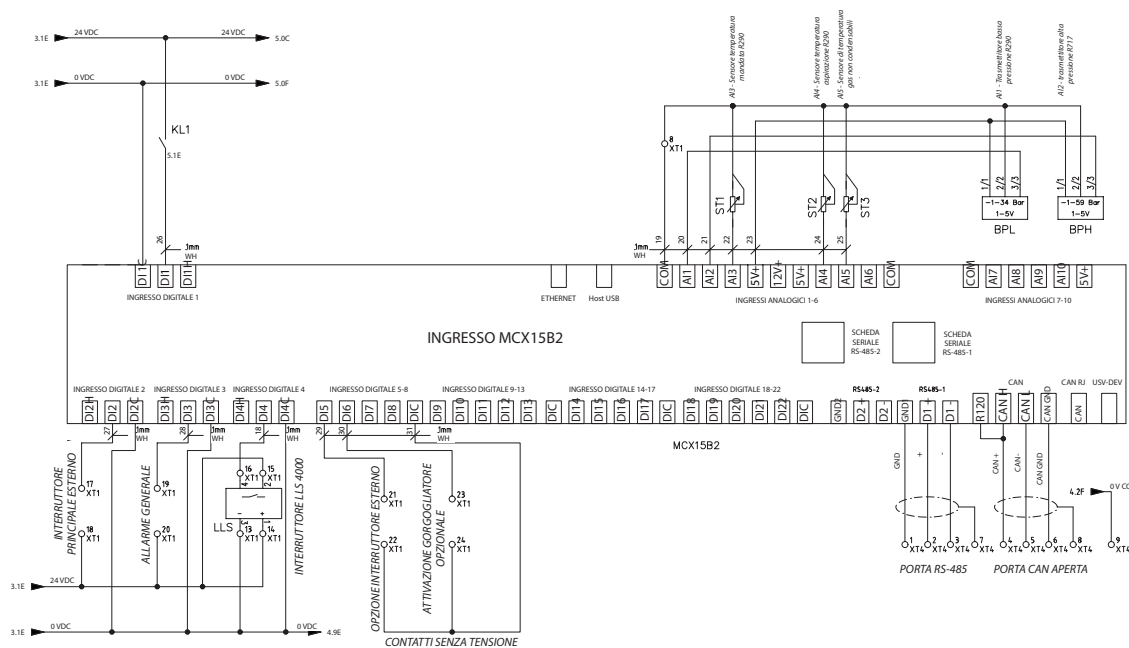 3.1E
24 VDC
24 VDC
5.0C
3.1E
0 VDC
0 VDC
5.0F
KL1
5.1E
26
1mm
WH
AI3 - Sensore temperatura
mandata R290
AI4 - Sensore temperatura
aspirazione R290
AI5 - Sensore di temperatura
gas non condensabili
AI1 - Trasmettitore bassa
pressione R290
AI2 - trasmettitore alta
pressione R717
8
XT1
ST1
ST2
ST3
1/1
2/2
3/3
-1-34 Bar
1-5V
BPL
1/1
2/2
3/3
-1-59 Bar
1-5V
BPH
1mm
WH
19
20
21
22
23
24
25
DI1C
DI1
DI1H
INGRESSO DIGITALE 1
ETHERNET
Host USB
COM
AI1
AI2
AI3
5V+
12V+
5V+
AI4
AI5
AI6
COM
INGRESSI ANALOGICI 1-6
COM
AI7
AI8
AI9
AI10
5V+
INGRESSI ANALOGICI 7-10
INGRESSO MCX15B2
SCHEDA
SERIALE
RS-485-2
SCHEDA
SERIALE
RS-485-1
INGRESSO DIGITALE 2
INGRESSO DIGITALE 3
INGRESSO DIGITALE 4
INGRESSO DIGITALE 5-8
INGRESSO DIGITALE 9-13
INGRESSO DIGITALE 14-17
INGRESSO DIGITALE 18-22
RS485-2
RS485-1
CAN
CAN RJ
USV-DEV
DI2H
DI2
DI2C
DI3H
DI3
DI3C
DI4H
DI4
DI4C
DI5
DI6
DI7
DI8
DIC
DI9
DI10
DI11
DI12
DI13
DIC
DI14
DI15
DI16
DI17
DIC
DI18
DI19
DI20
DI21
DI22
DIC
GND2
D2 +
D2 -
GND
D1 +
D1 -
R120
CAN H
CAN L
CAN GND
CAN
MCX15B2
27
1mm
WH
28
1mm
WH
18
1mm
WH
29
30
31
1mm
WH
INTERRUTTORE
PRINCIPALE ESTERNO
17
XT1
18
XT1
ALLARME GENERALE
19
XT1
20
XT1
16
XT1
15
XT1
4
2
LLS
3
1
13
XT1
14
XT1
INTERRUTTORE LLS 4000
OPZIONE INTERRUTTORE ESTERNO
21
XT1
22
XT1
ATTIVAZIONE GORGOGLIATORE
OPZIONALE
23
XT1
24
XT1
GND
+
-
CAN+
CAN-
CAN GND
4.2F
0 V CC
1
XT4
2
XT4
3
XT4
7
XT4
4
XT4
5
XT4
6
XT4
8
XT4
9
XT4
PORTA RS-485
PORTA CAN APERTA
3.1E
24 VDC
3.1E
0 VDC
0 VDC
4.9E
CONTATTI SENZA TENSIONE